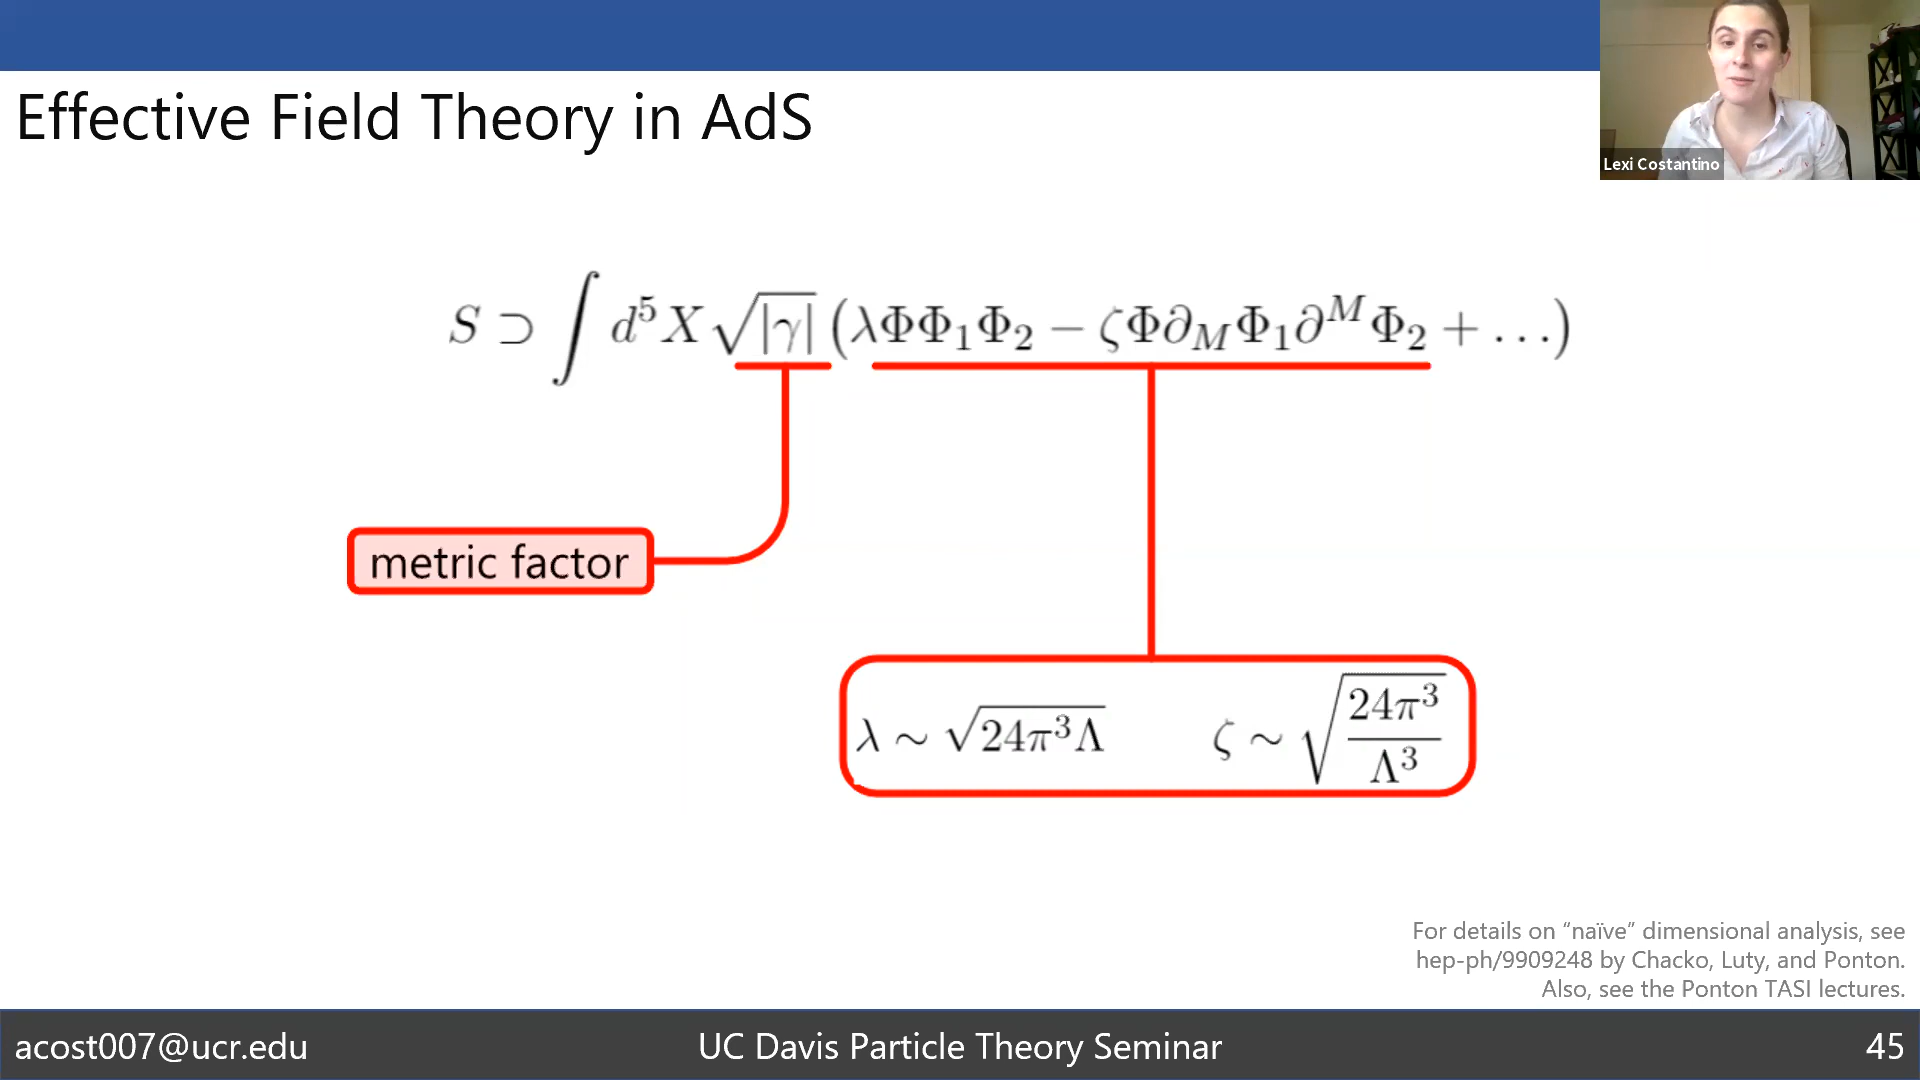 Lexi Costantino
Effective Field Theory in AdS
S ⊃ ∫ d⁵X √|γ| (λΦΦ₁Φ₂ − ζΦ∂_MΦ₁∂^MΦ₂ + …)
metric factor
λ ∼ √(24π³Λ) ζ ∼ √(24π³/Λ³)
For details on “naïve” dimensional analysis, see
hep-ph/9909248 by Chacko, Luty, and Ponton.
Also, see the Ponton TASI lectures.
acost007@ucr.edu UC Davis Particle Theory Seminar 45